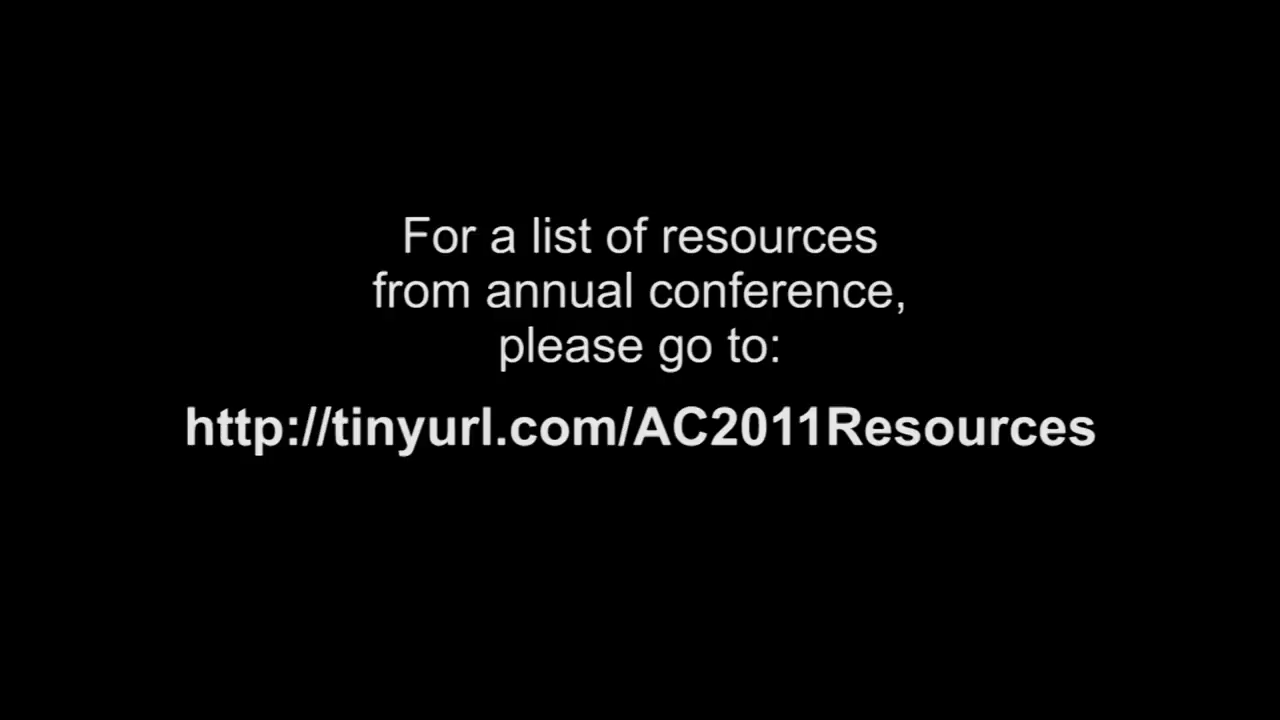 For a list of resources
from annual conference,
please go to:
http://tinyurl.com/AC2011Resources